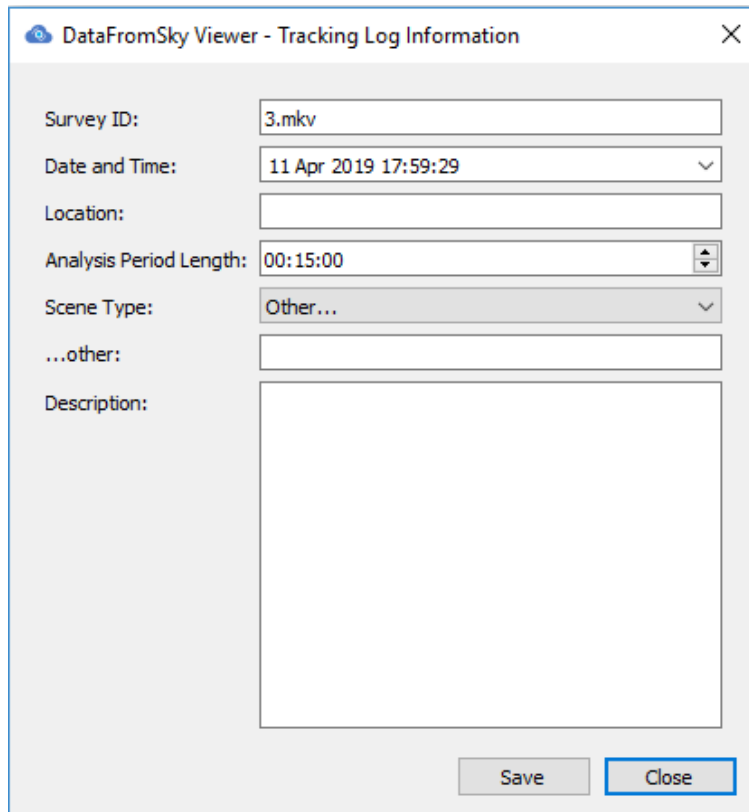 DataFromSky Viewer - Tracking Log Information
Survey ID: 3.mkv
Date and Time: 11 Apr 2019 17:59:29
Location:
Analysis Period Length: 00:15:00
Scene Type: Other...
...other:
Description:
Save Close